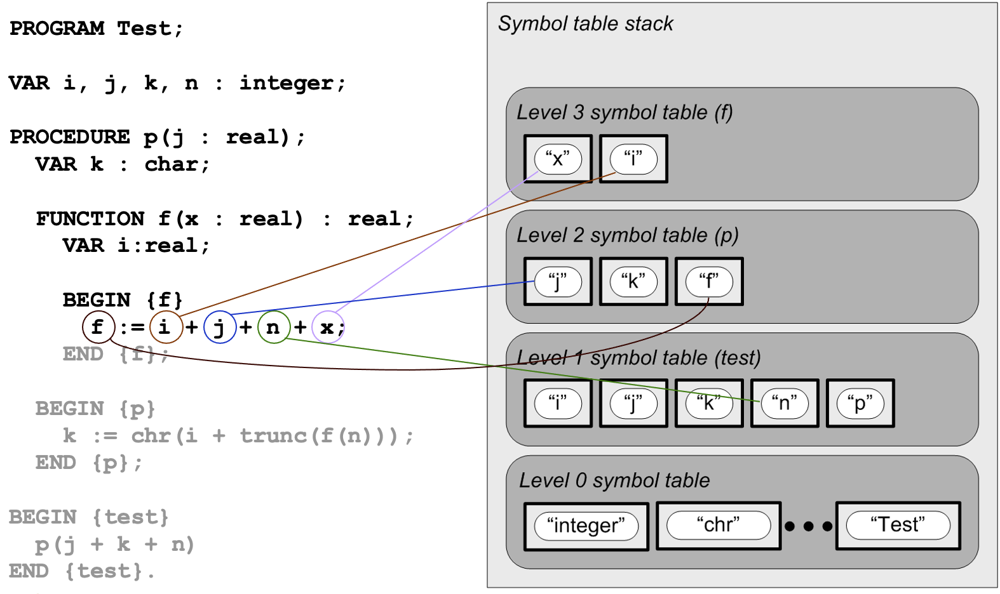 PROGRAM Test;
VAR i, j, k, n : integer;
PROCEDURE p(j : real);
VAR k : char;
FUNCTION f(x : real) : real;
VAR i:real;
BEGIN {f}
f := i + j + n + x;
END {f};
BEGIN {p}
k := chr(i + trunc(f(n)));
END {p};
BEGIN {test}
p(j + k + n)
END {test}.
Symbol table stack
Level 3 symbol table (f)
“x” “i”
Level 2 symbol table (p)
“j” “k” “f”
Level 1 symbol table (test)
“i” “j” “k” “n” “p”
Level 0 symbol table
“integer” “chr” ● ● ● “Test”